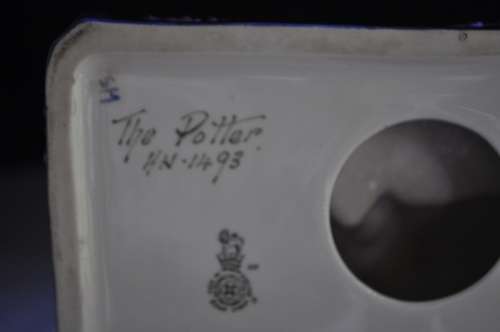 The Potter.
HN-1493